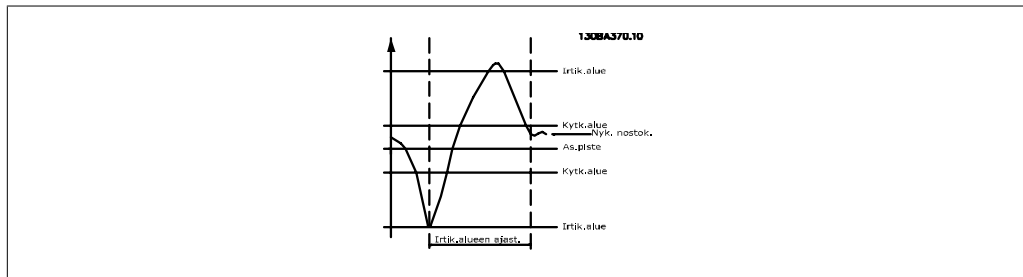 130BA370.10
Irtik.alue
Kytk.alue
Nyk. nostok.
As.piste
Kytk.alue
Irtik.alue
Irtik.alueen ajast.